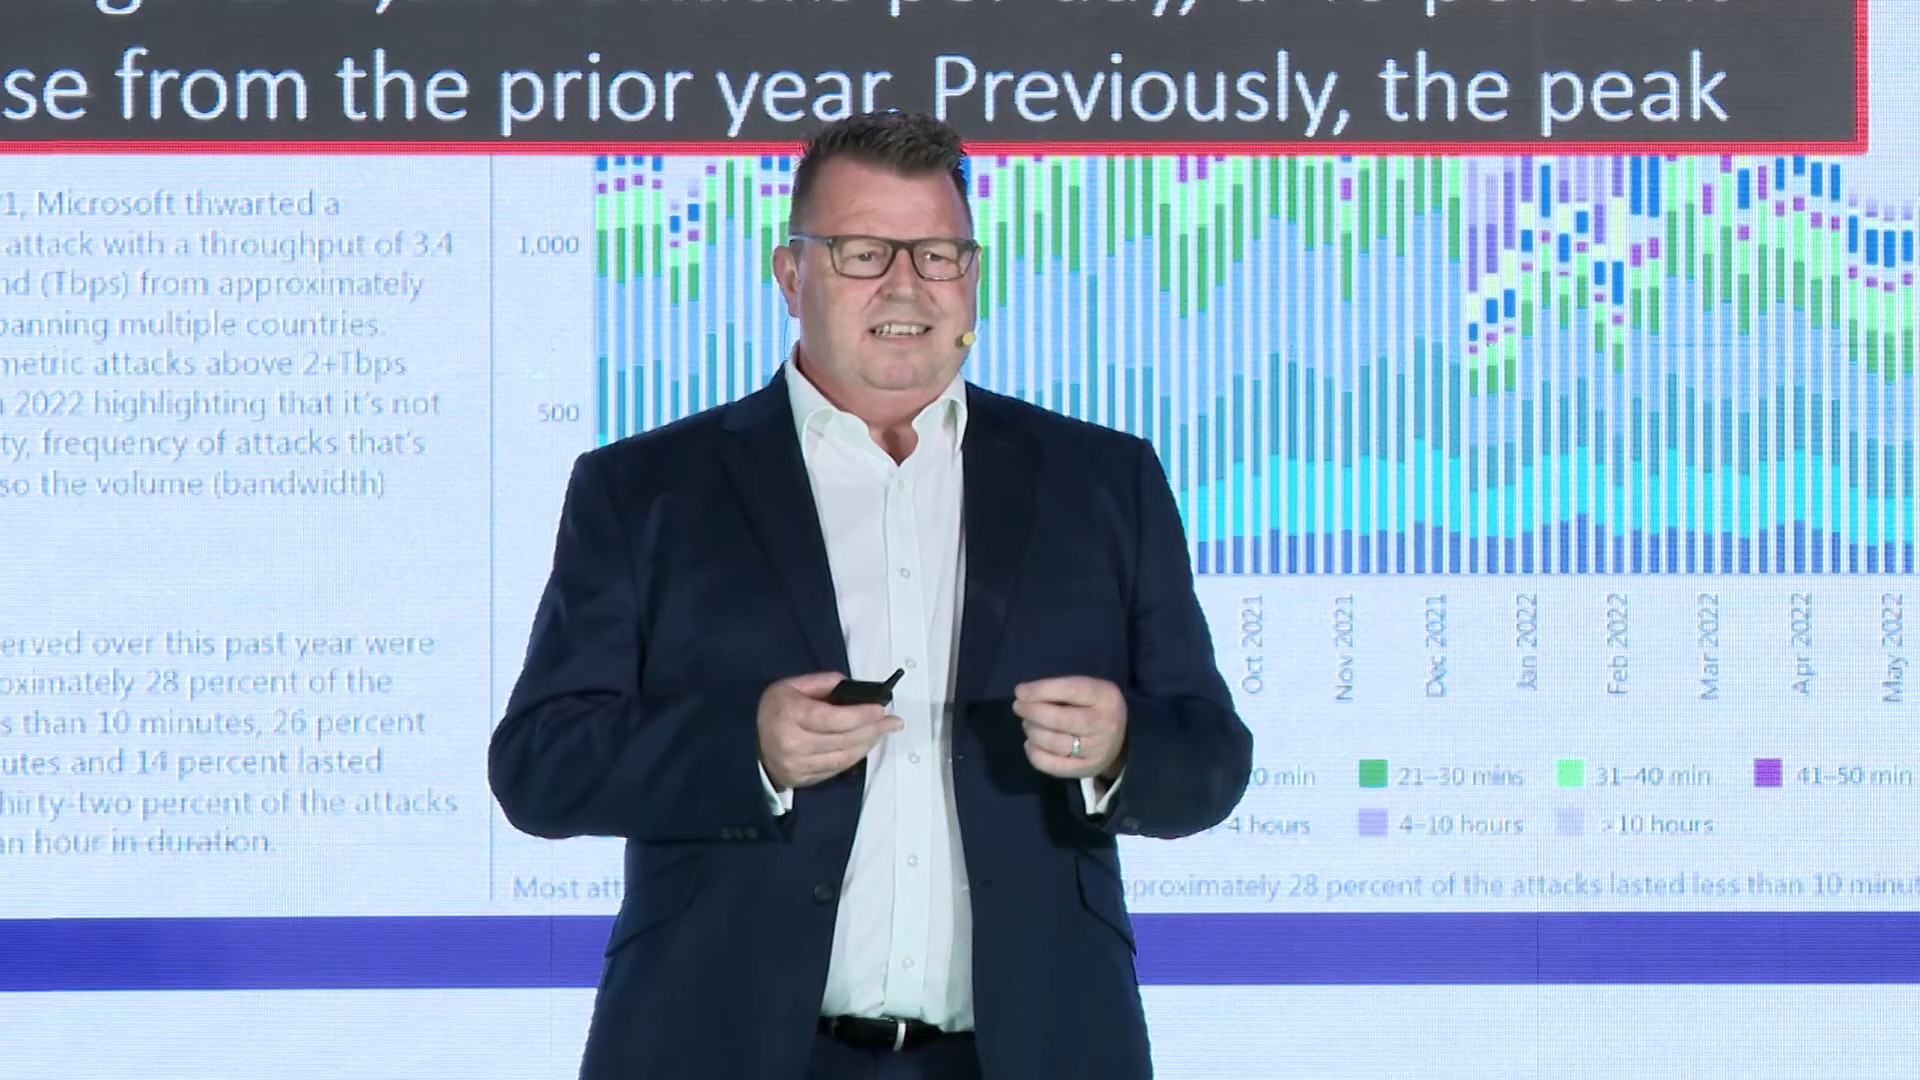 se from the prior year. Previously, the peak
1, Microsoft thwarted a
attack with a throughput of 3.4
nd (Tbps) from approximately
panning multiple countries.
metric attacks above 2+Tbps
2022 highlighting that it's not
ty, frequency of attacks that's
so the volume (bandwidth)
erved over this past year were
oximately 28 percent of the
s than 10 minutes, 26 percent
utes and 14 percent lasted
hirty-two percent of the attacks
an hour in duration.
1,000
500
Oct 2021
Nov 2021
Dec 2021
Jan 2022
Feb 2022
Mar 2022
Apr 2022
May 2022
0 min 21–30 mins 31–40 min 41–50 min
4 hours 4–10 hours >10 hours
Most att pproximately 28 percent of the attacks lasted less than 10 minut